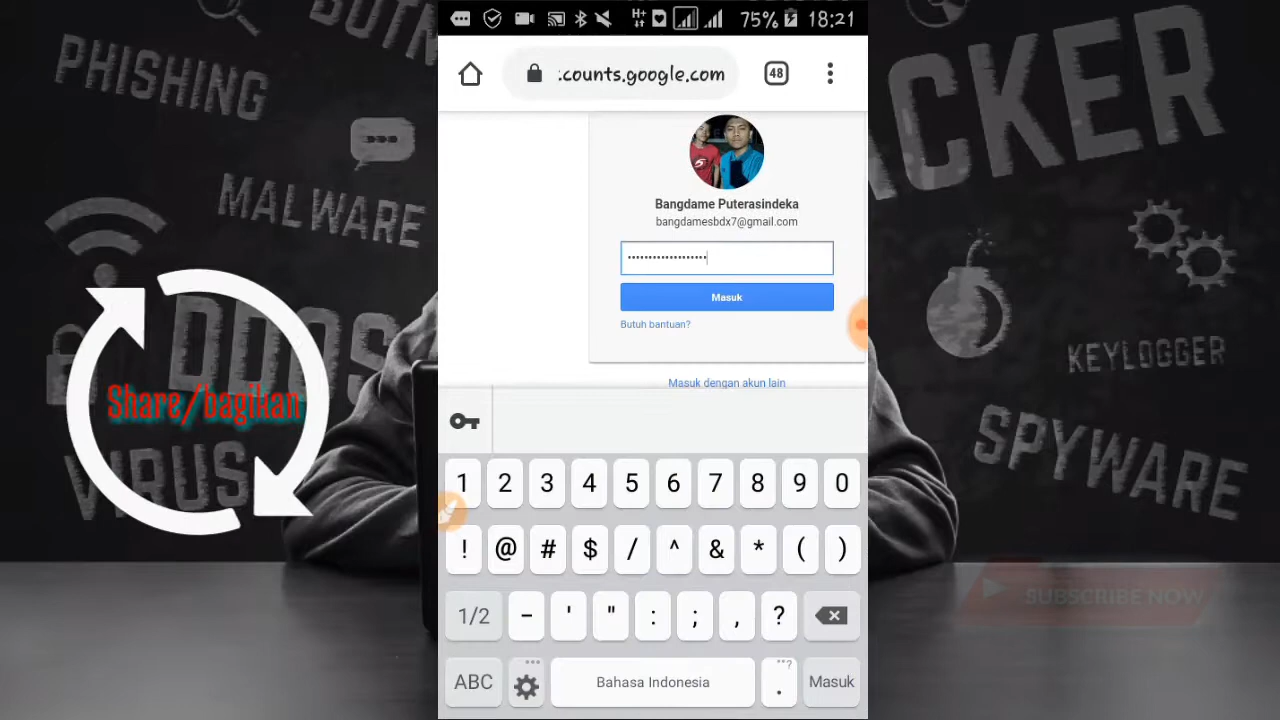 PHISHING
MALWARE
DDOS
VIRUS
Share/bagikan
75% 18:21
:counts.google.com
48
Bangdame Puterasindeka
bangdamesbdx7@gmail.com
•••••••••••••••••••
Masuk
Butuh bantuan?
Masuk dengan akun lain
1 2 3 4 5 6 7 8 9 0
! @ # $ / ^ & * ( )
1/2 - ' " : ; , ?
ABC Bahasa Indonesia . Masuk
ACKER
KEYLOGGER
SPYWARE
SUBSCRIBE NOW